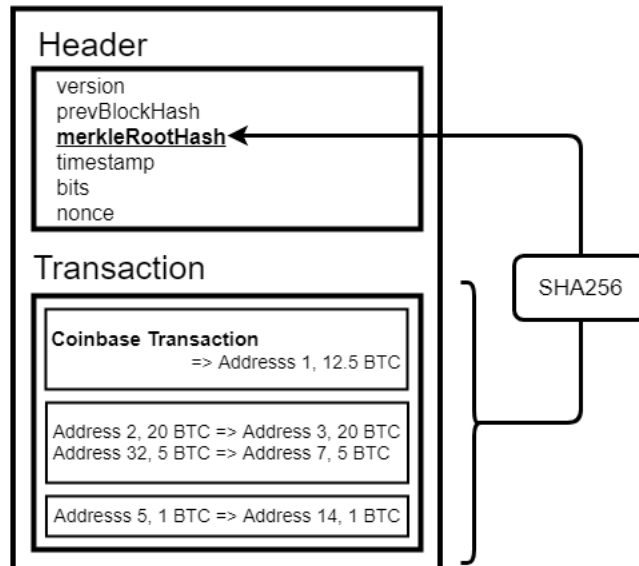 Header
version
prevBlockHash
merkleRootHash
timestamp
bits
nonce
Transaction
SHA256
Coinbase Transaction
=> Addresss 1, 12.5 BTC
Address 2, 20 BTC => Address 3, 20 BTC
Address 32, 5 BTC => Address 7, 5 BTC
Addresss 5, 1 BTC => Address 14, 1 BTC